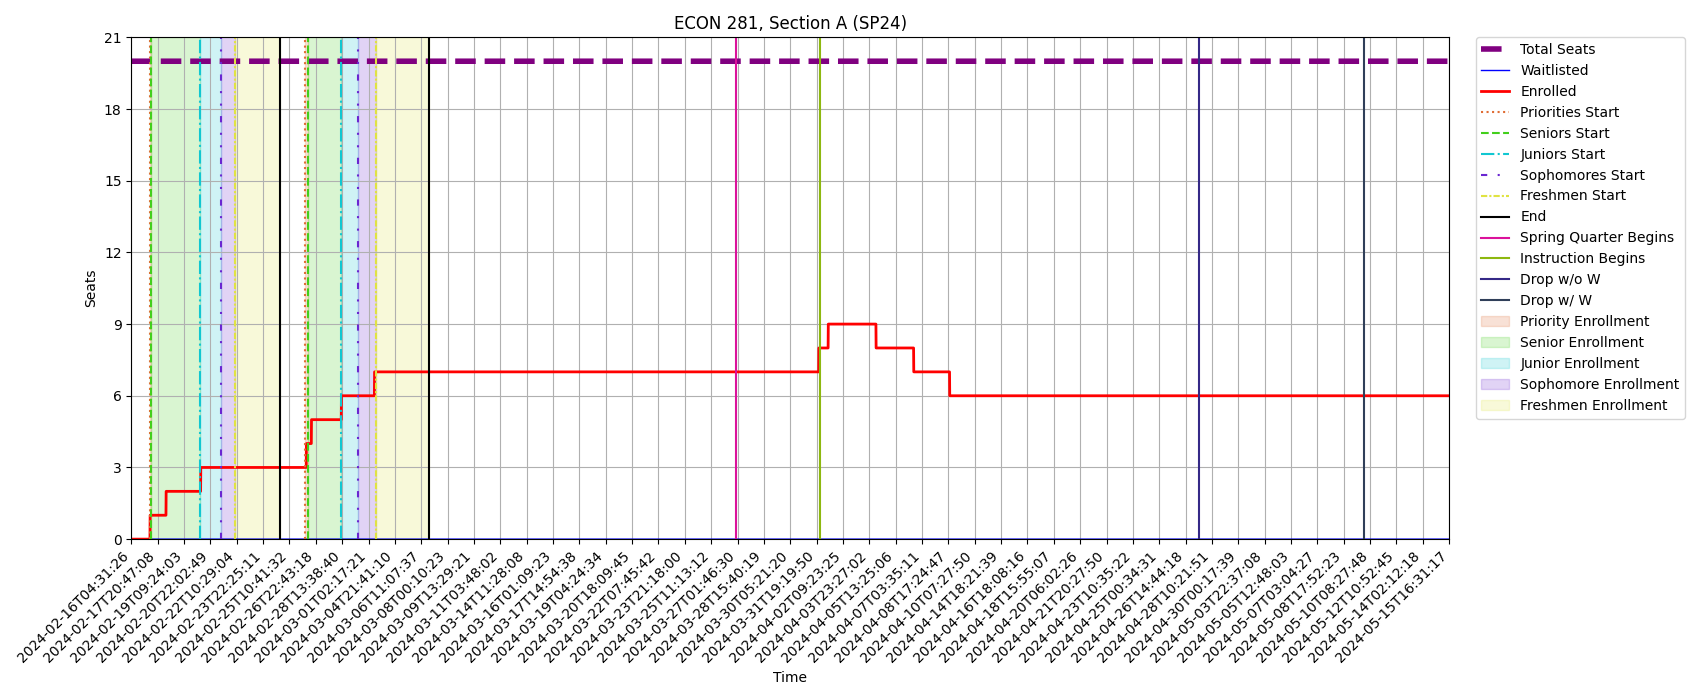 ECON 281, Section A (SP24)
21
18
15
12
9
6
3
0
Seats
2024-02-16T04:31:26
2024-02-17T20:47:08
2024-02-19T09:24:03
2024-02-20T22:02:49
2024-02-22T10:29:04
2024-02-23T22:25:11
2024-02-25T10:41:32
2024-02-26T22:43:18
2024-02-28T13:38:40
2024-03-01T02:17:21
2024-03-04T21:41:10
2024-03-06T11:07:37
2024-03-08T00:10:23
2024-03-09T13:29:21
2024-03-11T03:48:02
2024-03-14T11:28:08
2024-03-16T01:09:23
2024-03-17T14:54:38
2024-03-19T04:24:34
2024-03-20T18:09:45
2024-03-22T07:45:42
2024-03-23T21:18:00
2024-03-25T11:13:12
2024-03-27T01:46:30
2024-03-28T15:40:19
2024-03-30T05:21:20
2024-03-31T19:19:50
2024-04-02T09:23:25
2024-04-03T23:27:02
2024-04-05T13:25:06
2024-04-07T03:35:11
2024-04-08T17:24:47
2024-04-10T07:27:50
2024-04-14T18:21:39
2024-04-16T18:08:16
2024-04-18T15:55:07
2024-04-20T06:02:26
2024-04-21T20:27:50
2024-04-23T10:35:22
2024-04-25T00:34:31
2024-04-26T14:44:18
2024-04-28T10:21:51
2024-04-30T00:17:39
2024-05-03T22:37:08
2024-05-05T12:48:03
2024-05-07T03:04:27
2024-05-08T17:52:23
2024-05-10T08:27:48
2024-05-12T10:52:45
2024-05-14T02:12:18
2024-05-15T16:31:17
Time
Total Seats
Waitlisted
Enrolled
Priorities Start
Seniors Start
Juniors Start
Sophomores Start
Freshmen Start
End
Spring Quarter Begins
Instruction Begins
Drop w/o W
Drop w/ W
Priority Enrollment
Senior Enrollment
Junior Enrollment
Sophomore Enrollment
Freshmen Enrollment